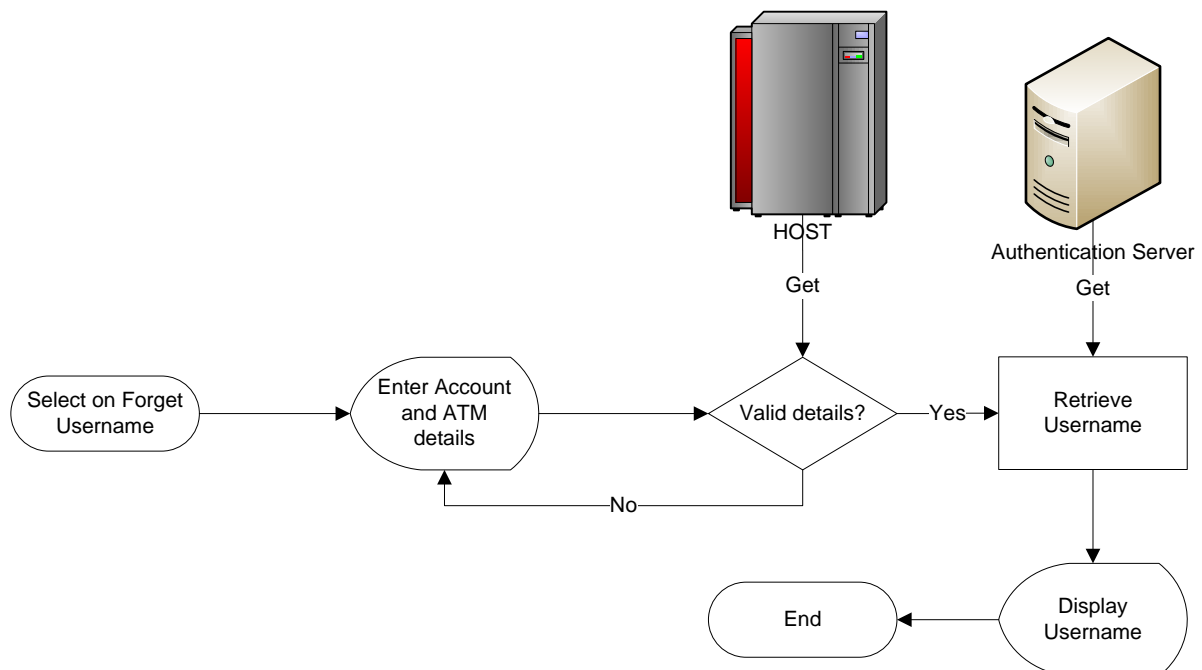 HOST
Authentication Server
Get
Get
Select on Forget
Username
Enter Account
and ATM
details
Valid details?
Yes
Retrieve
Username
No
End
Display
Username